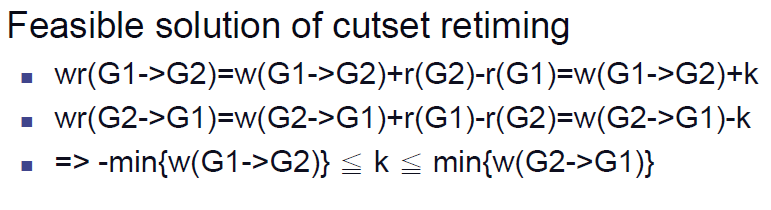 Feasible solution of cutset retiming
▪ wr(G1->G2)=w(G1->G2)+r(G2)-r(G1)=w(G1->G2)+k
▪ wr(G2->G1)=w(G2->G1)+r(G1)-r(G2)=w(G2->G1)-k
▪ => -min{w(G1->G2)} ≦ k ≦ min{w(G2->G1)}